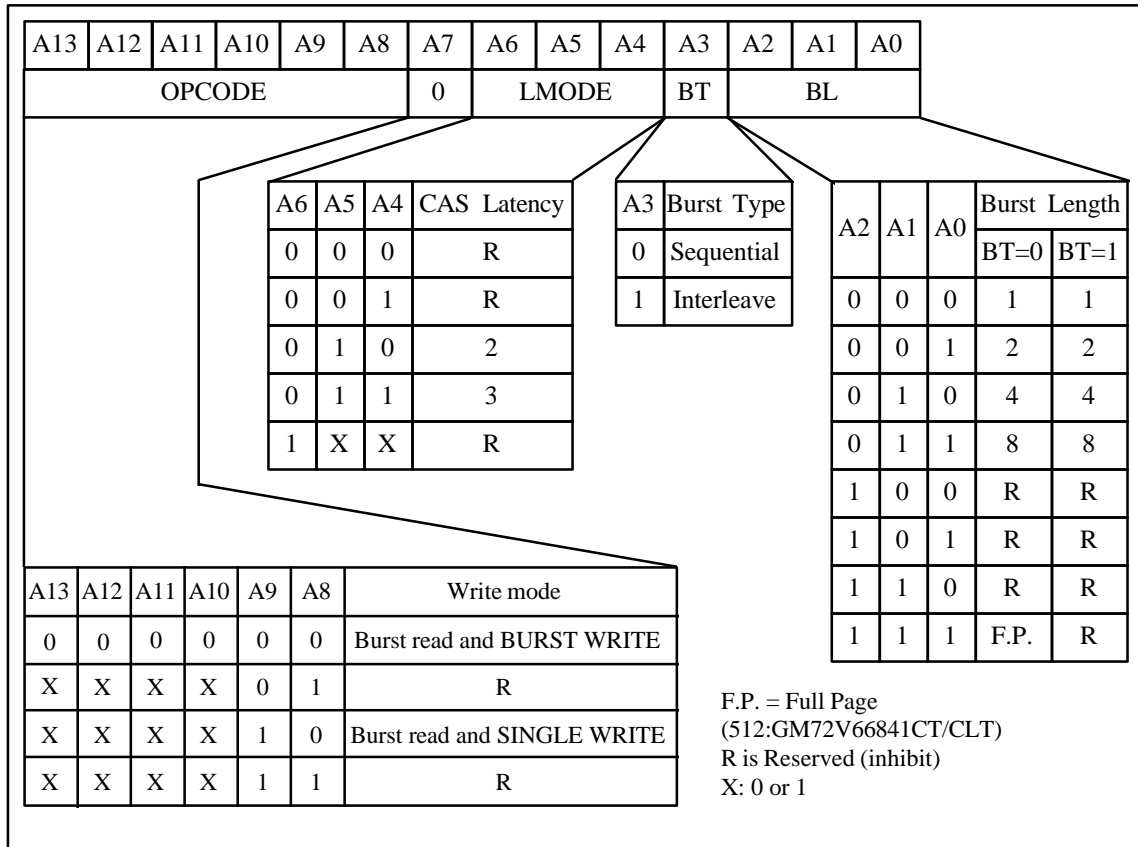 A13 A12 A11 A10 A9 A8 A7 A6 A5 A4 A3 A2 A1 A0
OPCODE 0 LMODE BT BL
A6 A5 A4 CAS Latency
0 0 0 R
0 0 1 R
0 1 0 2
0 1 1 3
1 X X R
A3 Burst Type
0 Sequential
1 Interleave
A2 A1 A0 Burst Length
BT=0 BT=1
0 0 0 1 1
0 0 1 2 2
0 1 0 4 4
0 1 1 8 8
1 0 0 R R
1 0 1 R R
1 1 0 R R
1 1 1 F.P. R
A13 A12 A11 A10 A9 A8 Write mode
0 0 0 0 0 0 Burst read and BURST WRITE
X X X X 0 1 R
X X X X 1 0 Burst read and SINGLE WRITE
X X X X 1 1 R
F.P. = Full Page
(512:GM72V66841CT/CLT)
R is Reserved (inhibit)
X: 0 or 1